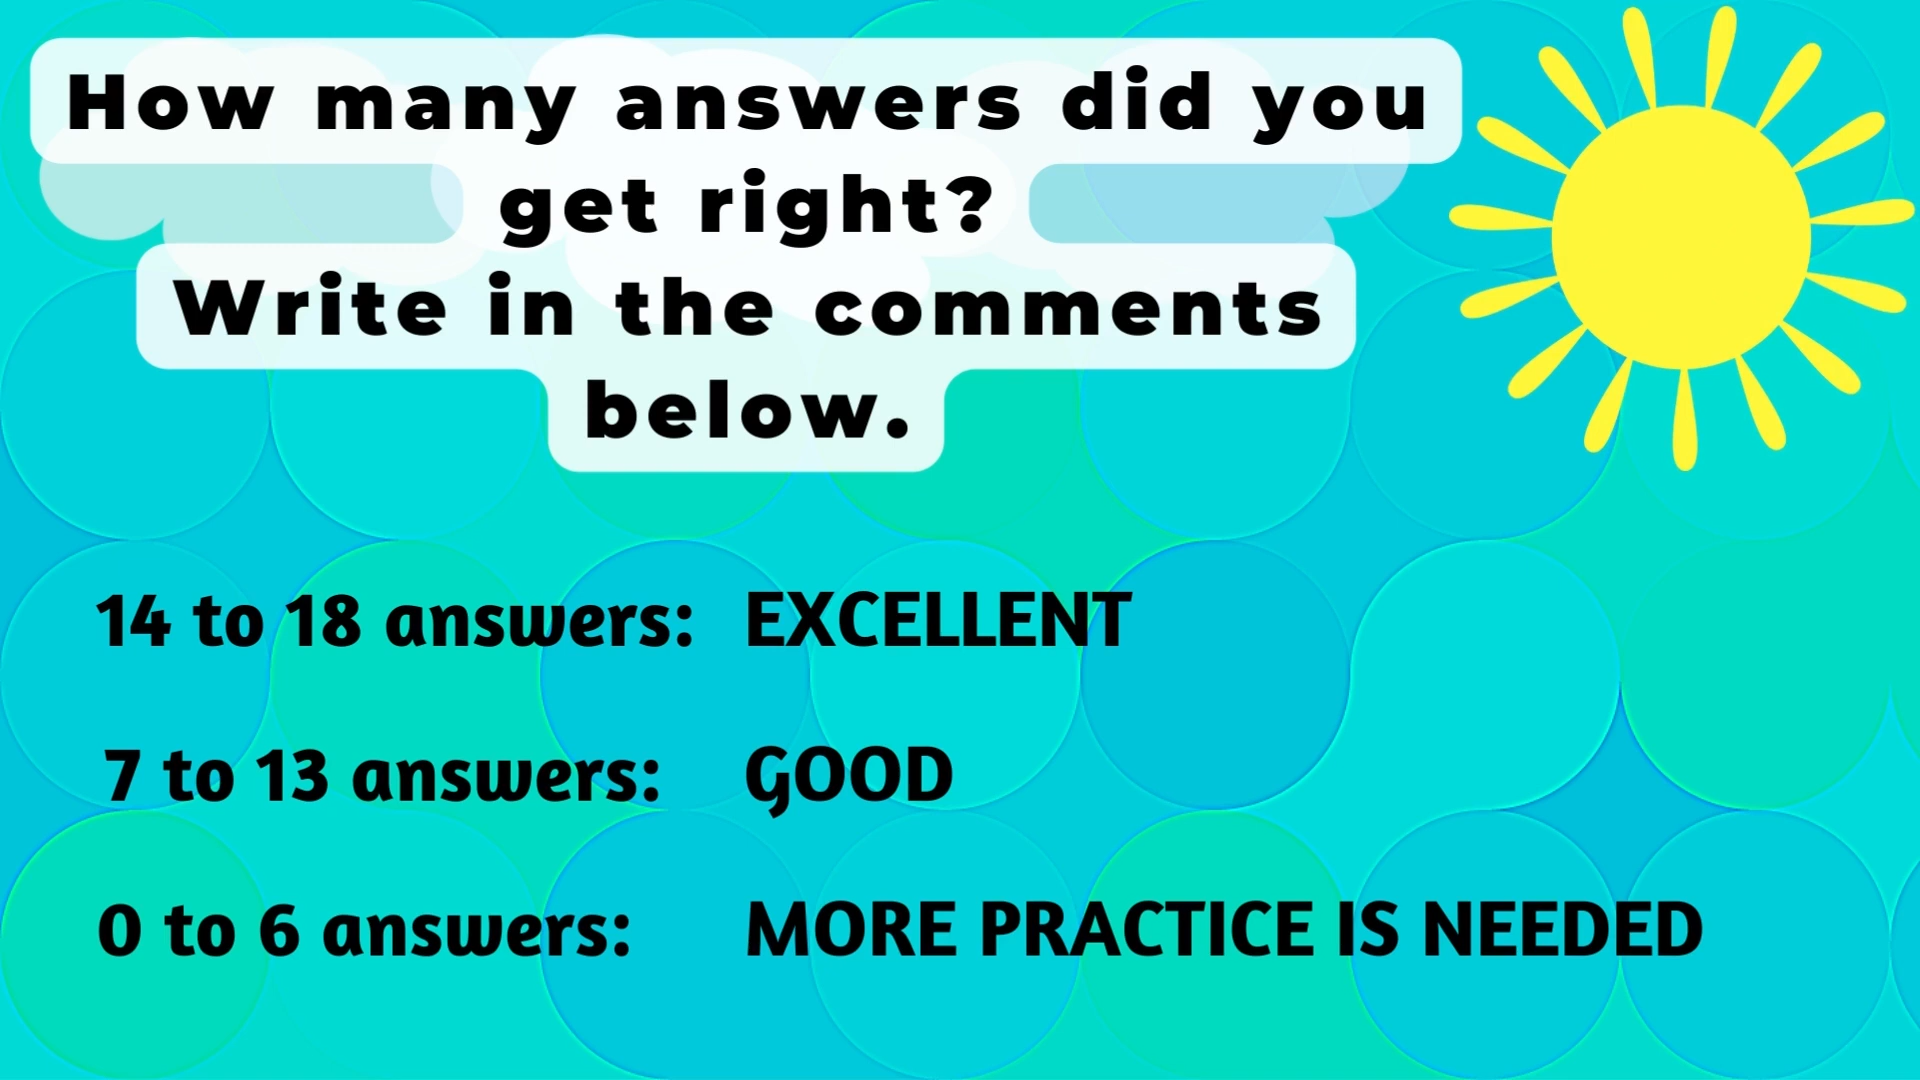 How many answers did you
get right?
Write in the comments
below.
14 to 18 answers: EXCELLENT
7 to 13 answers: GOOD
0 to 6 answers: MORE PRACTICE IS NEEDED